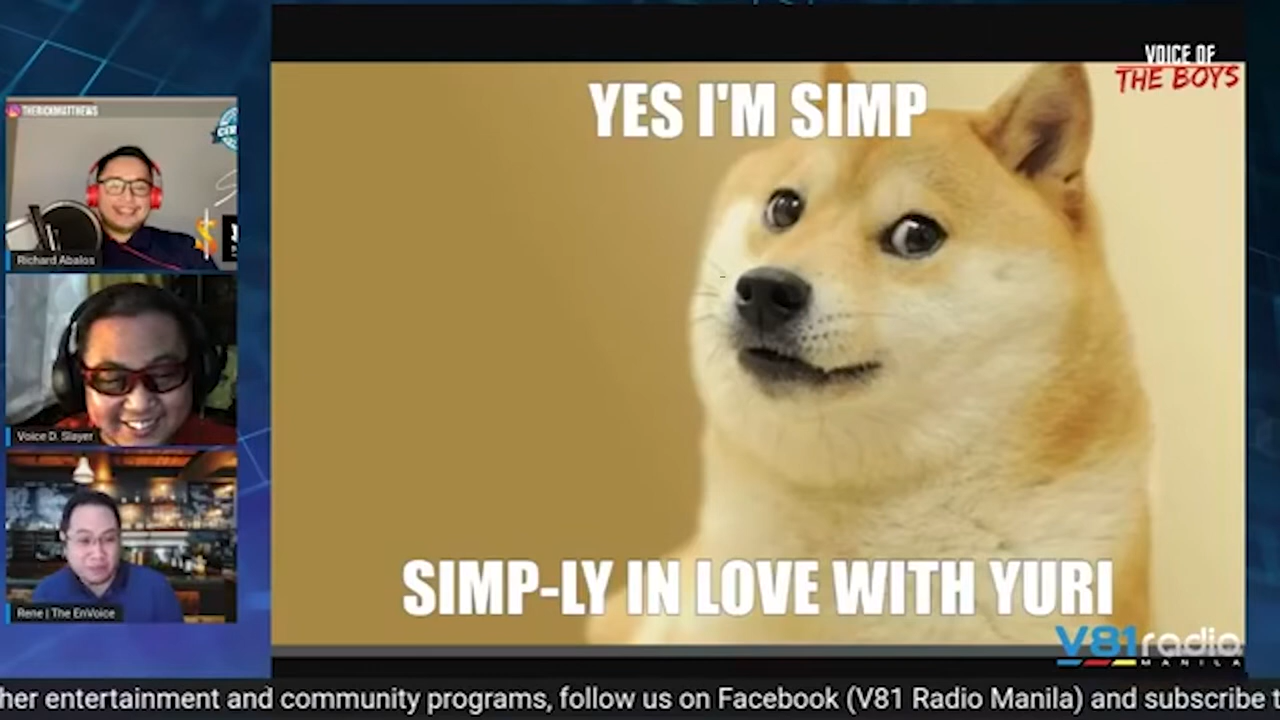 VOICE OF
THE BOYS
YES I'M SIMP
THERICHMATTHEWS
Richard Abalos
Voice D. Slayer
Rene | The EnVoice
SIMP-LY IN LOVE WITH YURI
V81radio
MANILA
her entertainment and community programs, follow us on Facebook (V81 Radio Manila) and subscribe t